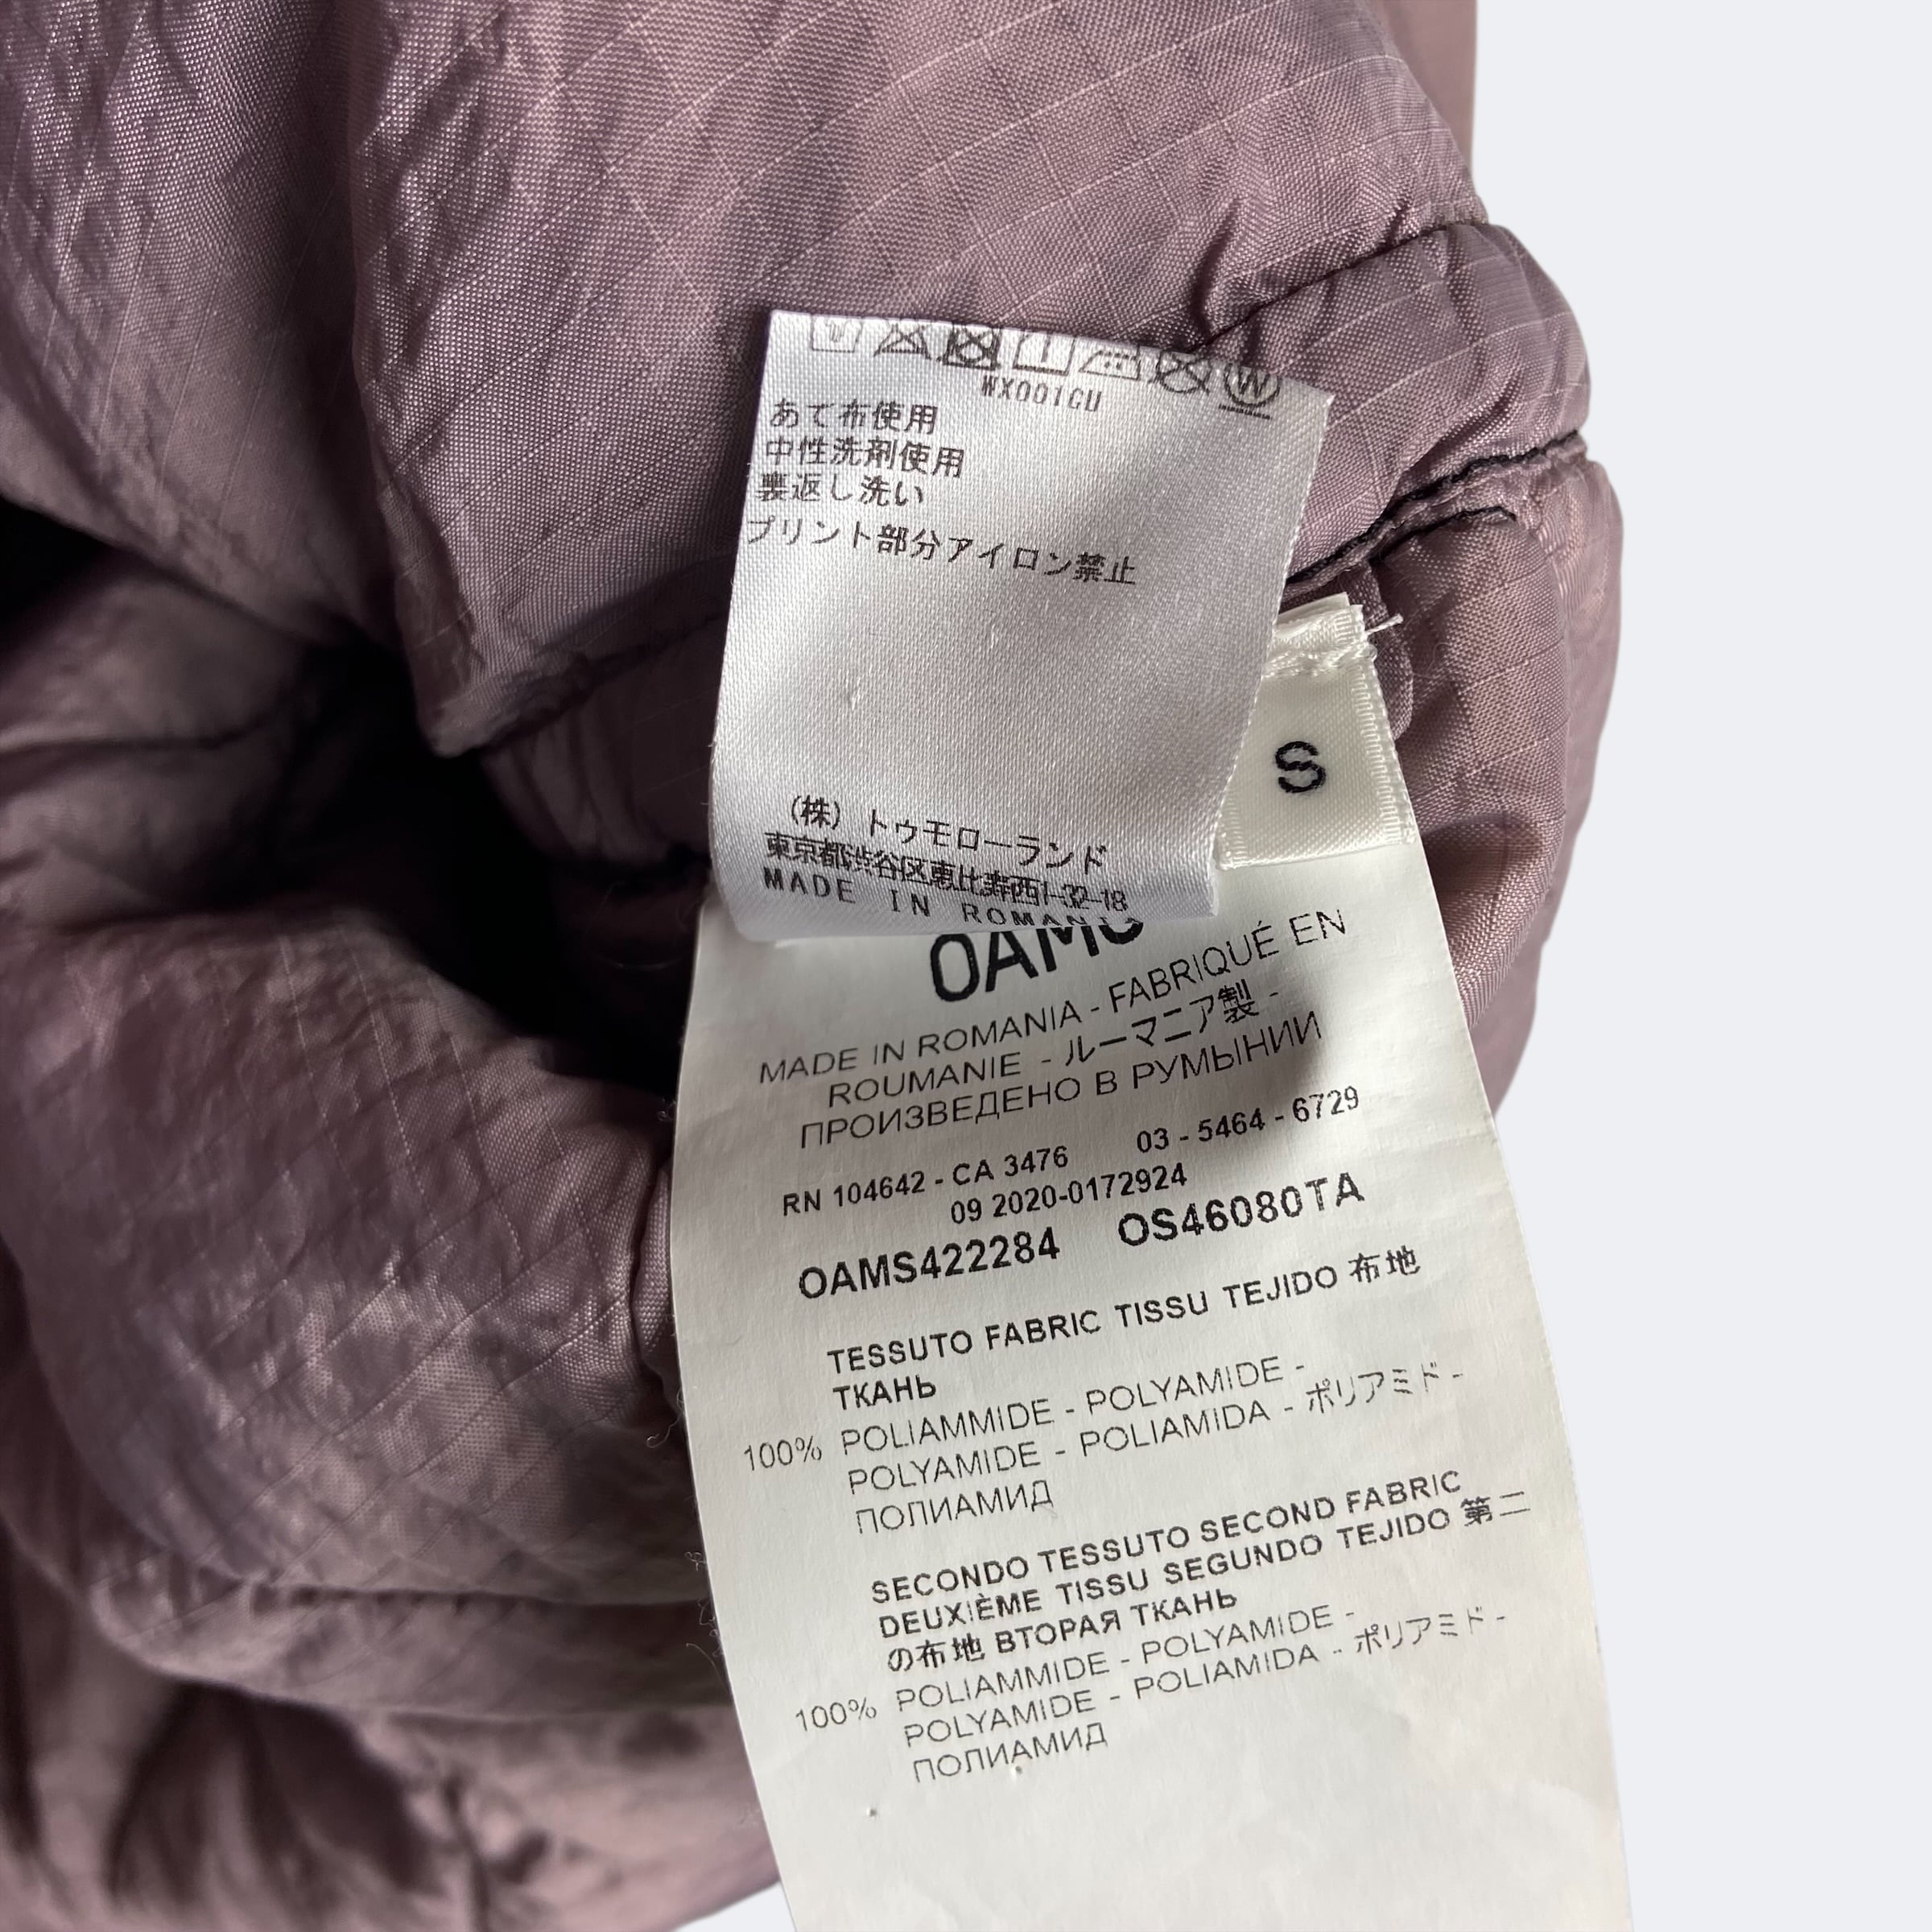 WX001CU
あて布使用
中性洗剤使用
裏返し洗い
プリント部分アイロン禁止
(株) トゥモローランド
東京都渋谷区恵比寿西1-32-18
MADE IN ROMANIA
S
OAMS
MADE IN ROMANIA - FABRIQUÉ EN
ROUMANIE - ルーマニア製 -
ПРОИЗВЕДЕНО В РУМЫНИИ
RN 104642 - CA 3476 03 - 5464 - 6729
09 2020-0172924
OAMS422284 OS46080TA
TESSUTO FABRIC TISSU TEJIDO 布地
ТКАНЬ
100% POLIAMMIDE - POLYAMIDE -
POLYAMIDE - POLIAMIDA - ポリアミド -
ПОЛИАМИД
SECONDO TESSUTO SECOND FABRIC
DEUXIÈME TISSU SEGUNDO TEJIDO 第二
の布地 ВТОРАЯ ТКАНЬ
100% POLIAMMIDE - POLYAMIDE -
POLYAMIDE - POLIAMIDA - ポリアミド -
ПОЛИАМИД